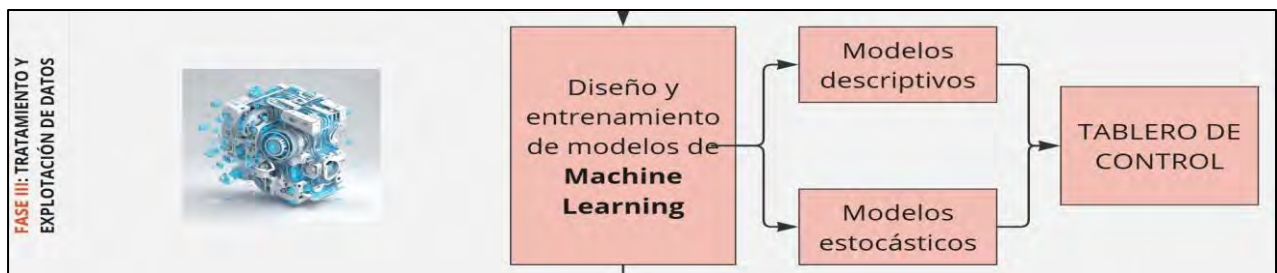 FASE III: TRATAMIENTO Y
EXPLOTACIÓN DE DATOS
Diseño y
entrenamiento
de modelos de
Machine
Learning
Modelos
descriptivos
Modelos
estocásticos
TABLERO DE
CONTROL